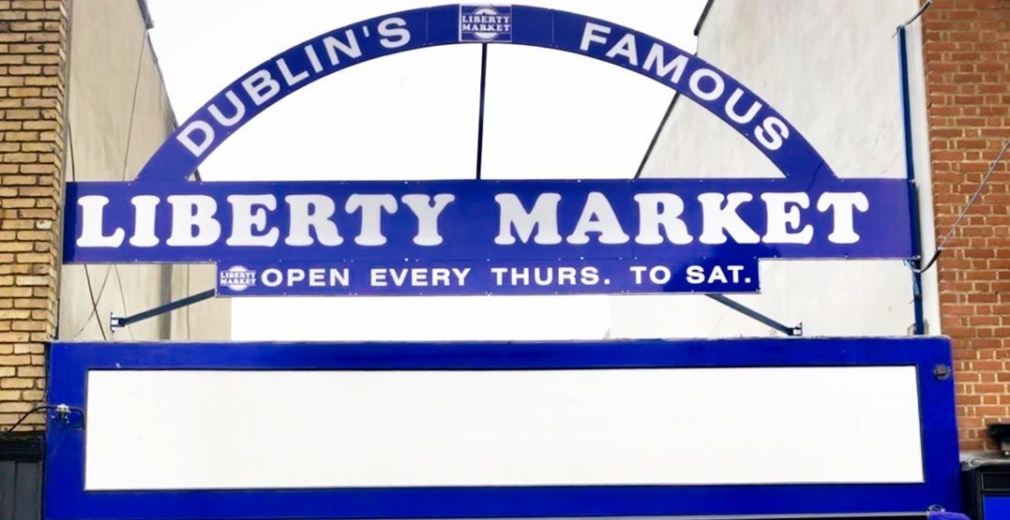 LIBERTY
MARKET
DUBLIN'S FAMOUS
LIBERTY MARKET
LIBERTY
MARKET
OPEN EVERY THURS. TO SAT.